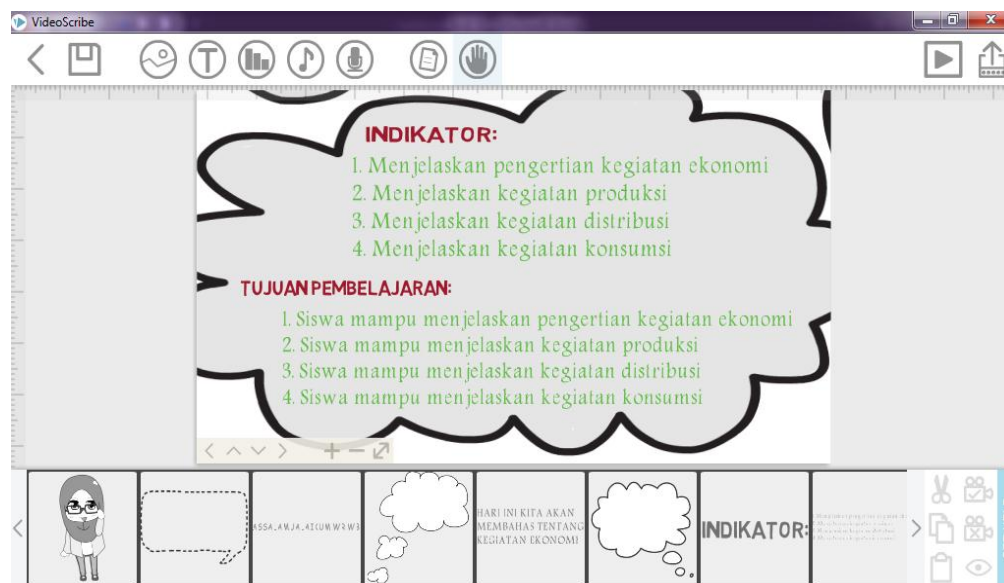 VideoScribe
INDIKATOR:
1. Menjelaskan pengertian kegiatan ekonomi
2. Menjelaskan kegiatan produksi
3. Menjelaskan kegiatan distribusi
4. Menjelaskan kegiatan konsumsi
TUJUAN PEMBELAJARAN:
1. Siswa mampu menjelaskan pengertian kegiatan ekonomi
2. Siswa mampu menjelaskan kegiatan produksi
3. Siswa mampu menjelaskan kegiatan distribusi
4. Siswa mampu menjelaskan kegiatan konsumsi
HARI INI KITA AKAN
MEMBAHAS TENTANG
KEGIATAN EKONOMI
INDIKATOR: